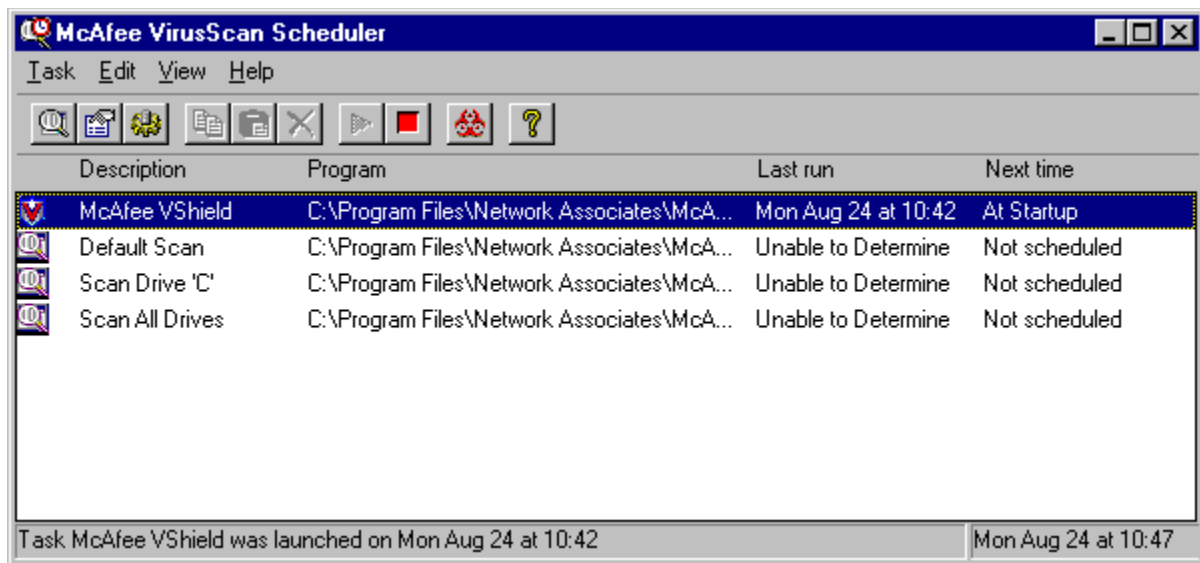 McAfee VirusScan Scheduler
Task Edit View Help
Description Program Last run Next time
McAfee VShield C:\Program Files\Network Associates\McA... Mon Aug 24 at 10:42 At Startup
Default Scan C:\Program Files\Network Associates\McA... Unable to Determine Not scheduled
Scan Drive 'C' C:\Program Files\Network Associates\McA... Unable to Determine Not scheduled
Scan All Drives C:\Program Files\Network Associates\McA... Unable to Determine Not scheduled
Task McAfee VShield was launched on Mon Aug 24 at 10:42 Mon Aug 24 at 10:47